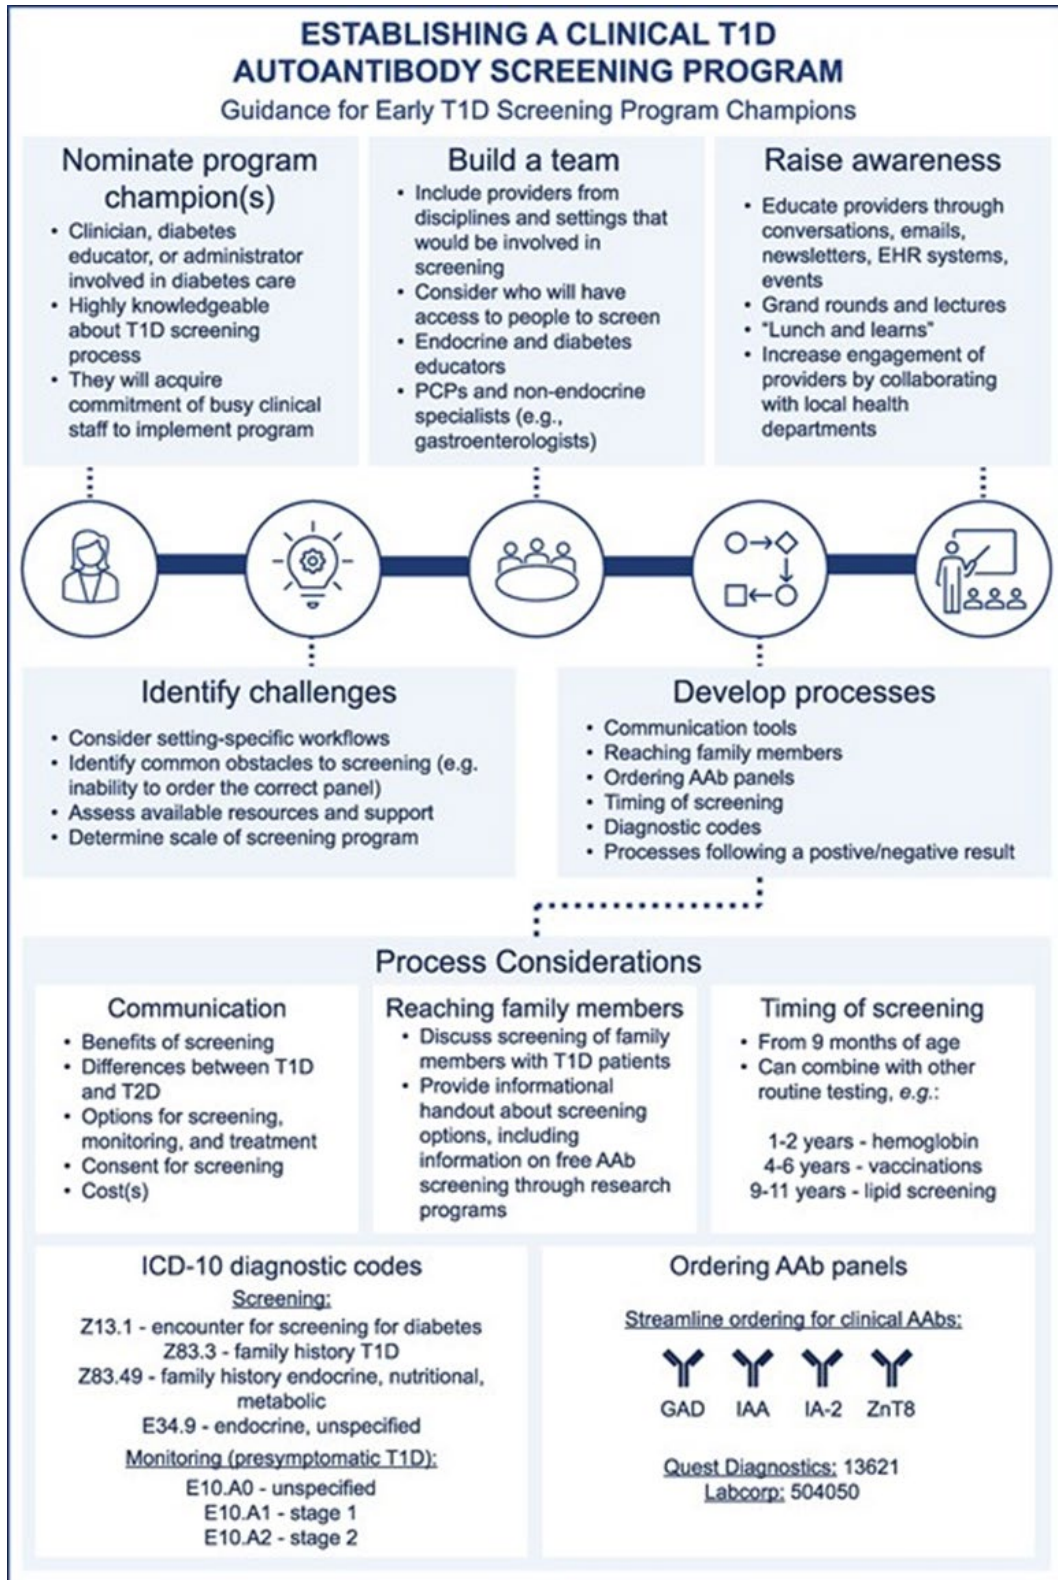 ESTABLISHING A CLINICAL T1D
AUTOANTIBODY SCREENING PROGRAM
Guidance for Early T1D Screening Program Champions
Nominate program
champion(s)
• Clinician, diabetes
educator, or administrator
involved in diabetes care
• Highly knowledgeable
about T1D screening
process
• They will acquire
commitment of busy clinical
staff to implement program
Build a team
• Include providers from
disciplines and settings that
would be involved in
screening
• Consider who will have
access to people to screen
• Endocrine and diabetes
educators
• PCPs and non-endocrine
specialists (e.g.,
gastroenterologists)
Raise awareness
• Educate providers through
conversations, emails,
newsletters, EHR systems,
events
• Grand rounds and lectures
• "Lunch and learns"
• Increase engagement of
providers by collaborating
with local health
departments
Identify challenges
• Consider setting-specific workflows
• Identify common obstacles to screening (e.g.
inability to order the correct panel)
• Assess available resources and support
• Determine scale of screening program
Develop processes
• Communication tools
• Reaching family members
• Ordering AAb panels
• Timing of screening
• Diagnostic codes
• Processes following a postive/negative result
Process Considerations
Communication
• Benefits of screening
• Differences between T1D
and T2D
• Options for screening,
monitoring, and treatment
• Consent for screening
• Cost(s)
Reaching family members
• Discuss screening of family
members with T1D patients
• Provide informational
handout about screening
options, including
information on free AAb
screening through research
programs
Timing of screening
• From 9 months of age
• Can combine with other
routine testing, e.g.:
1-2 years - hemoglobin
4-6 years - vaccinations
9-11 years - lipid screening
ICD-10 diagnostic codes
Screening:
Z13.1 - encounter for screening for diabetes
Z83.3 - family history T1D
Z83.49 - family history endocrine, nutritional,
metabolic
E34.9 - endocrine, unspecified
Monitoring (presymptomatic T1D):
E10.A0 - unspecified
E10.A1 - stage 1
E10.A2 - stage 2
Ordering AAb panels
Streamline ordering for clinical AAbs:
GAD IAA IA-2 ZnT8
Quest Diagnostics: 13621
Labcorp: 504050